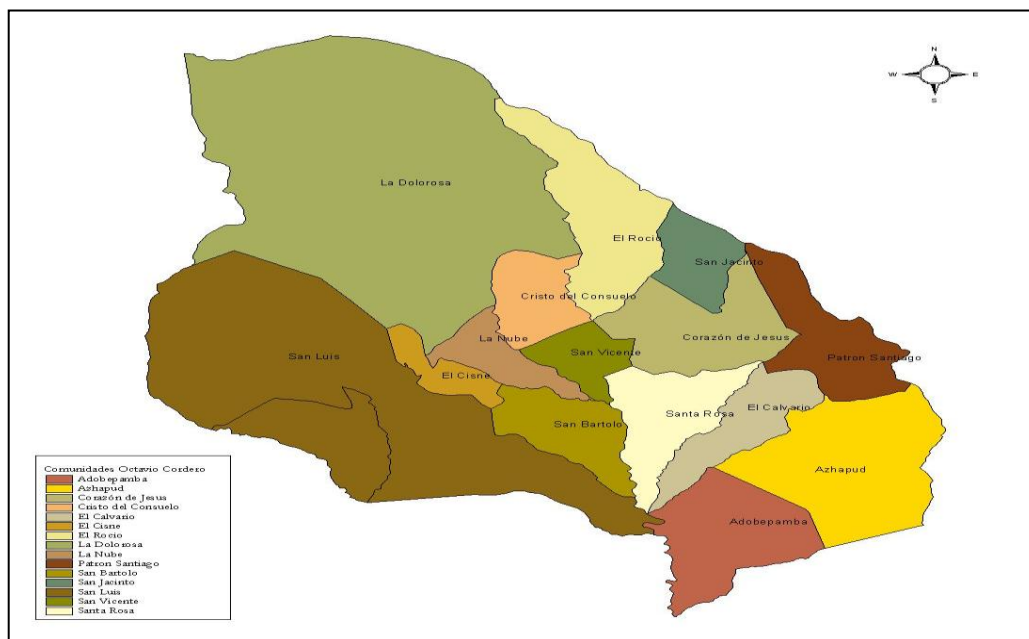 N
W E
S
La Dolorosa
El Rocio
San Jacinto
Cristo del Consuelo
La Nube
Corazón de Jesus
San Vicente
San Luis
Patron Santiago
El Cisne
El Calvario
Santa Rosa
San Bartolo
Azhapud
Adobepamba
Comunidades Octavio Cordero
Adobepamba
Azhapud
Corazón de Jesus
Cristo del Consuelo
El Calvario
El Cisne
El Rocio
La Dolorosa
La Nube
Patron Santiago
San Bartolo
San Jacinto
San Luis
San Vicente
Santa Rosa